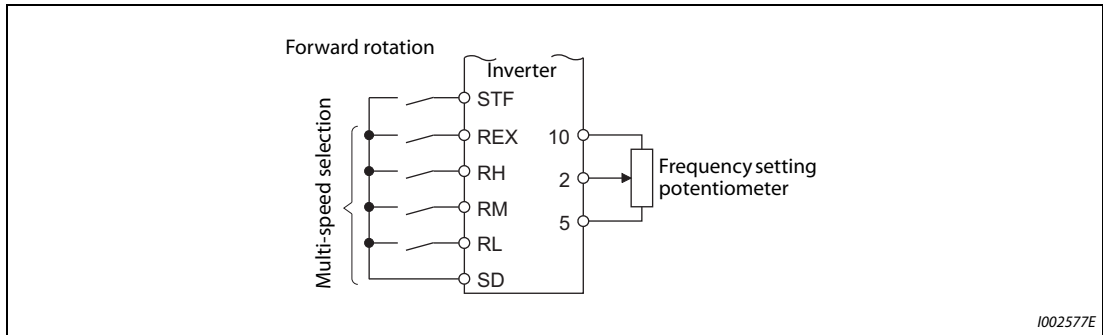 Forward rotation
Inverter
STF
REX
RH
RM
RL
SD
Multi-speed selection
10
2
5
Frequency setting
potentiometer
I002577E